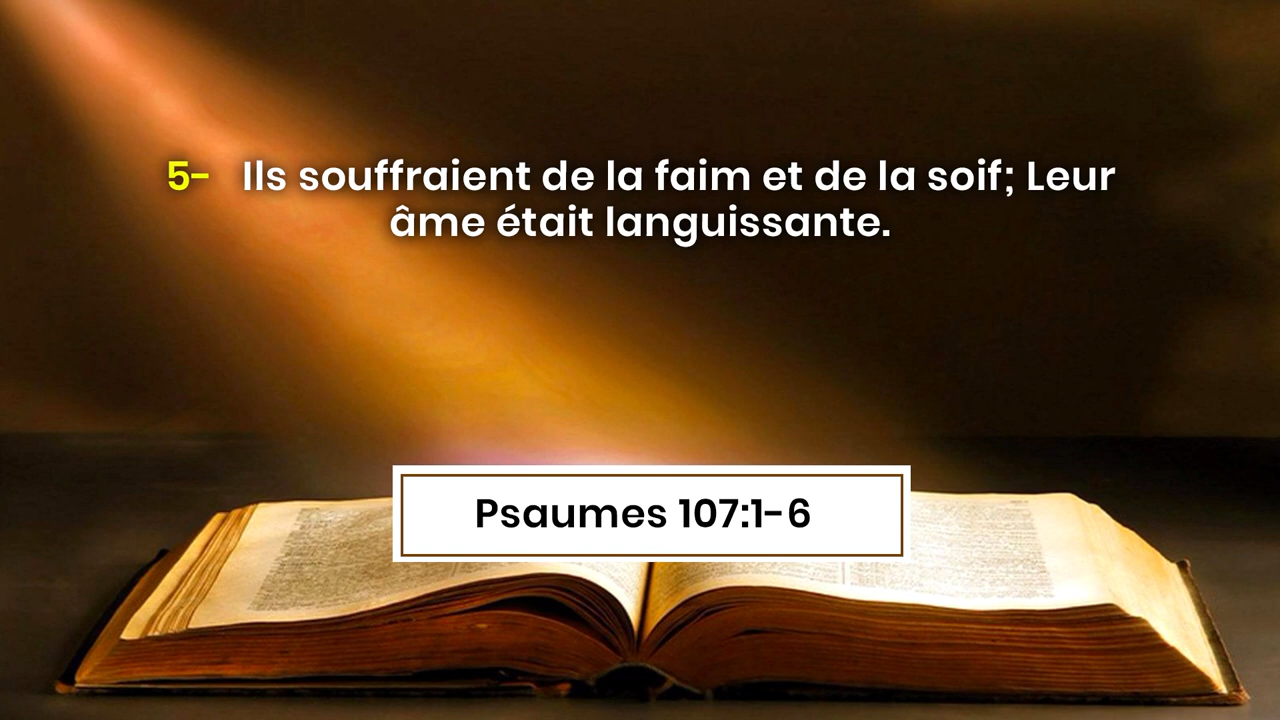 5- Ils souffraient de la faim et de la soif; Leur
âme était languissante.
Psaumes 107:1-6